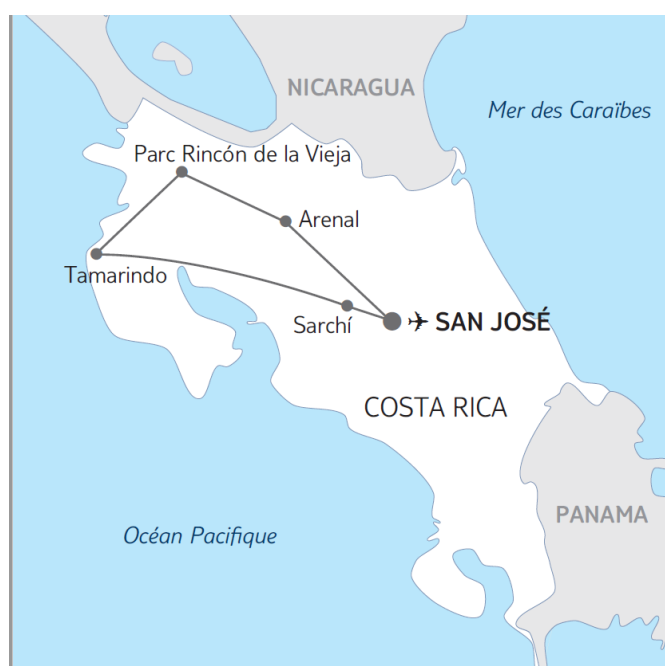 NICARAGUA
Mer des Caraïbes
Parc Rincón de la Vieja
Arenal
Tamarindo
Sarchí
✈ SAN JOSÉ
COSTA RICA
PANAMA
Océan Pacifique